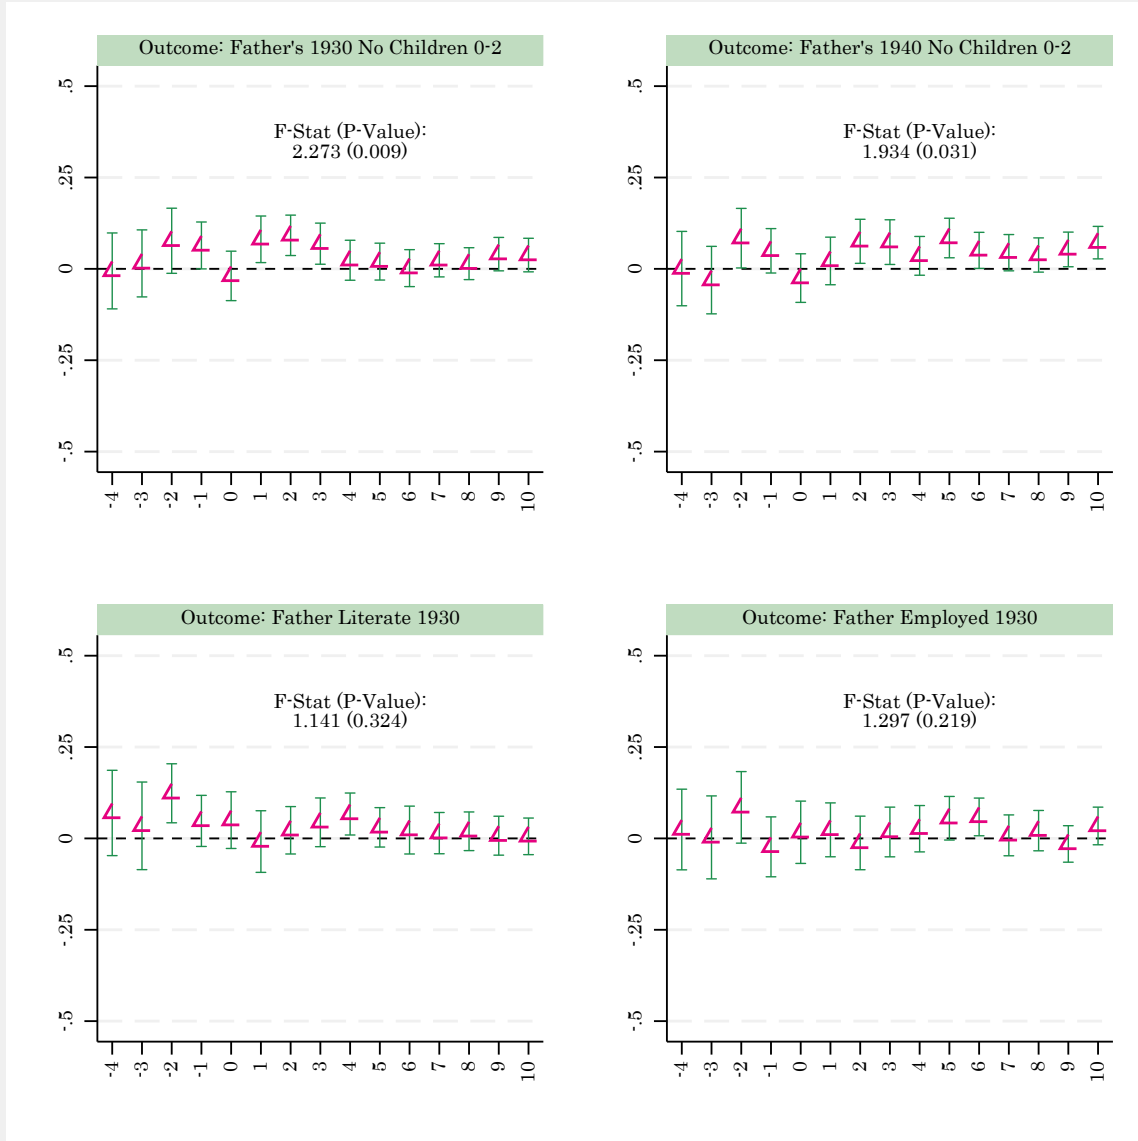 Outcome: Father's 1930 No Children 0-2
F-Stat (P-Value):
2.273 (0.009)
.5
.25
0
-.25
-.5
-4 -3 -2 -1 0 1 2 3 4 5 6 7 8 9 10
Outcome: Father's 1940 No Children 0-2
F-Stat (P-Value):
1.934 (0.031)
.5
.25
0
-.25
-.5
-4 -3 -2 -1 0 1 2 3 4 5 6 7 8 9 10
Outcome: Father Literate 1930
F-Stat (P-Value):
1.141 (0.324)
.5
.25
0
-.25
-.5
-4 -3 -2 -1 0 1 2 3 4 5 6 7 8 9 10
Outcome: Father Employed 1930
F-Stat (P-Value):
1.297 (0.219)
.5
.25
0
-.25
-.5
-4 -3 -2 -1 0 1 2 3 4 5 6 7 8 9 10